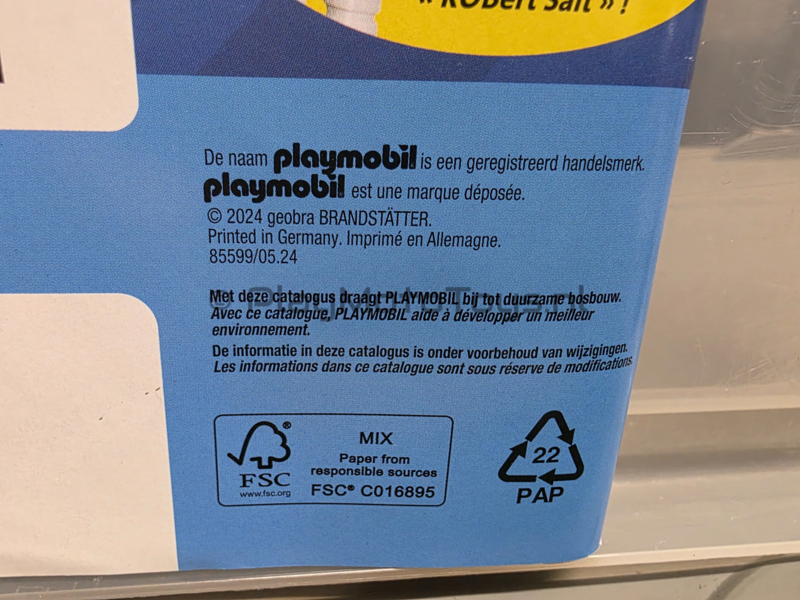 « ROBert Salt » !
De naam playmobil is een geregistreerd handelsmerk.
playmobil est une marque déposée.
© 2024 geobra BRANDSTÄTTER.
Printed in Germany. Imprimé en Allemagne.
85599/05.24
Met deze catalogus draagt PLAYMOBIL bij tot duurzame bosbouw.
Avec ce catalogue, PLAYMOBIL aide à développer un meilleur
environnement.
De informatie in deze catalogus is onder voorbehoud van wijzigingen.
Les informations dans ce catalogue sont sous réserve de modifications.
FSC®
www.fsc.org
MIX
Paper from
responsible sources
FSC® C016895
22
PAP